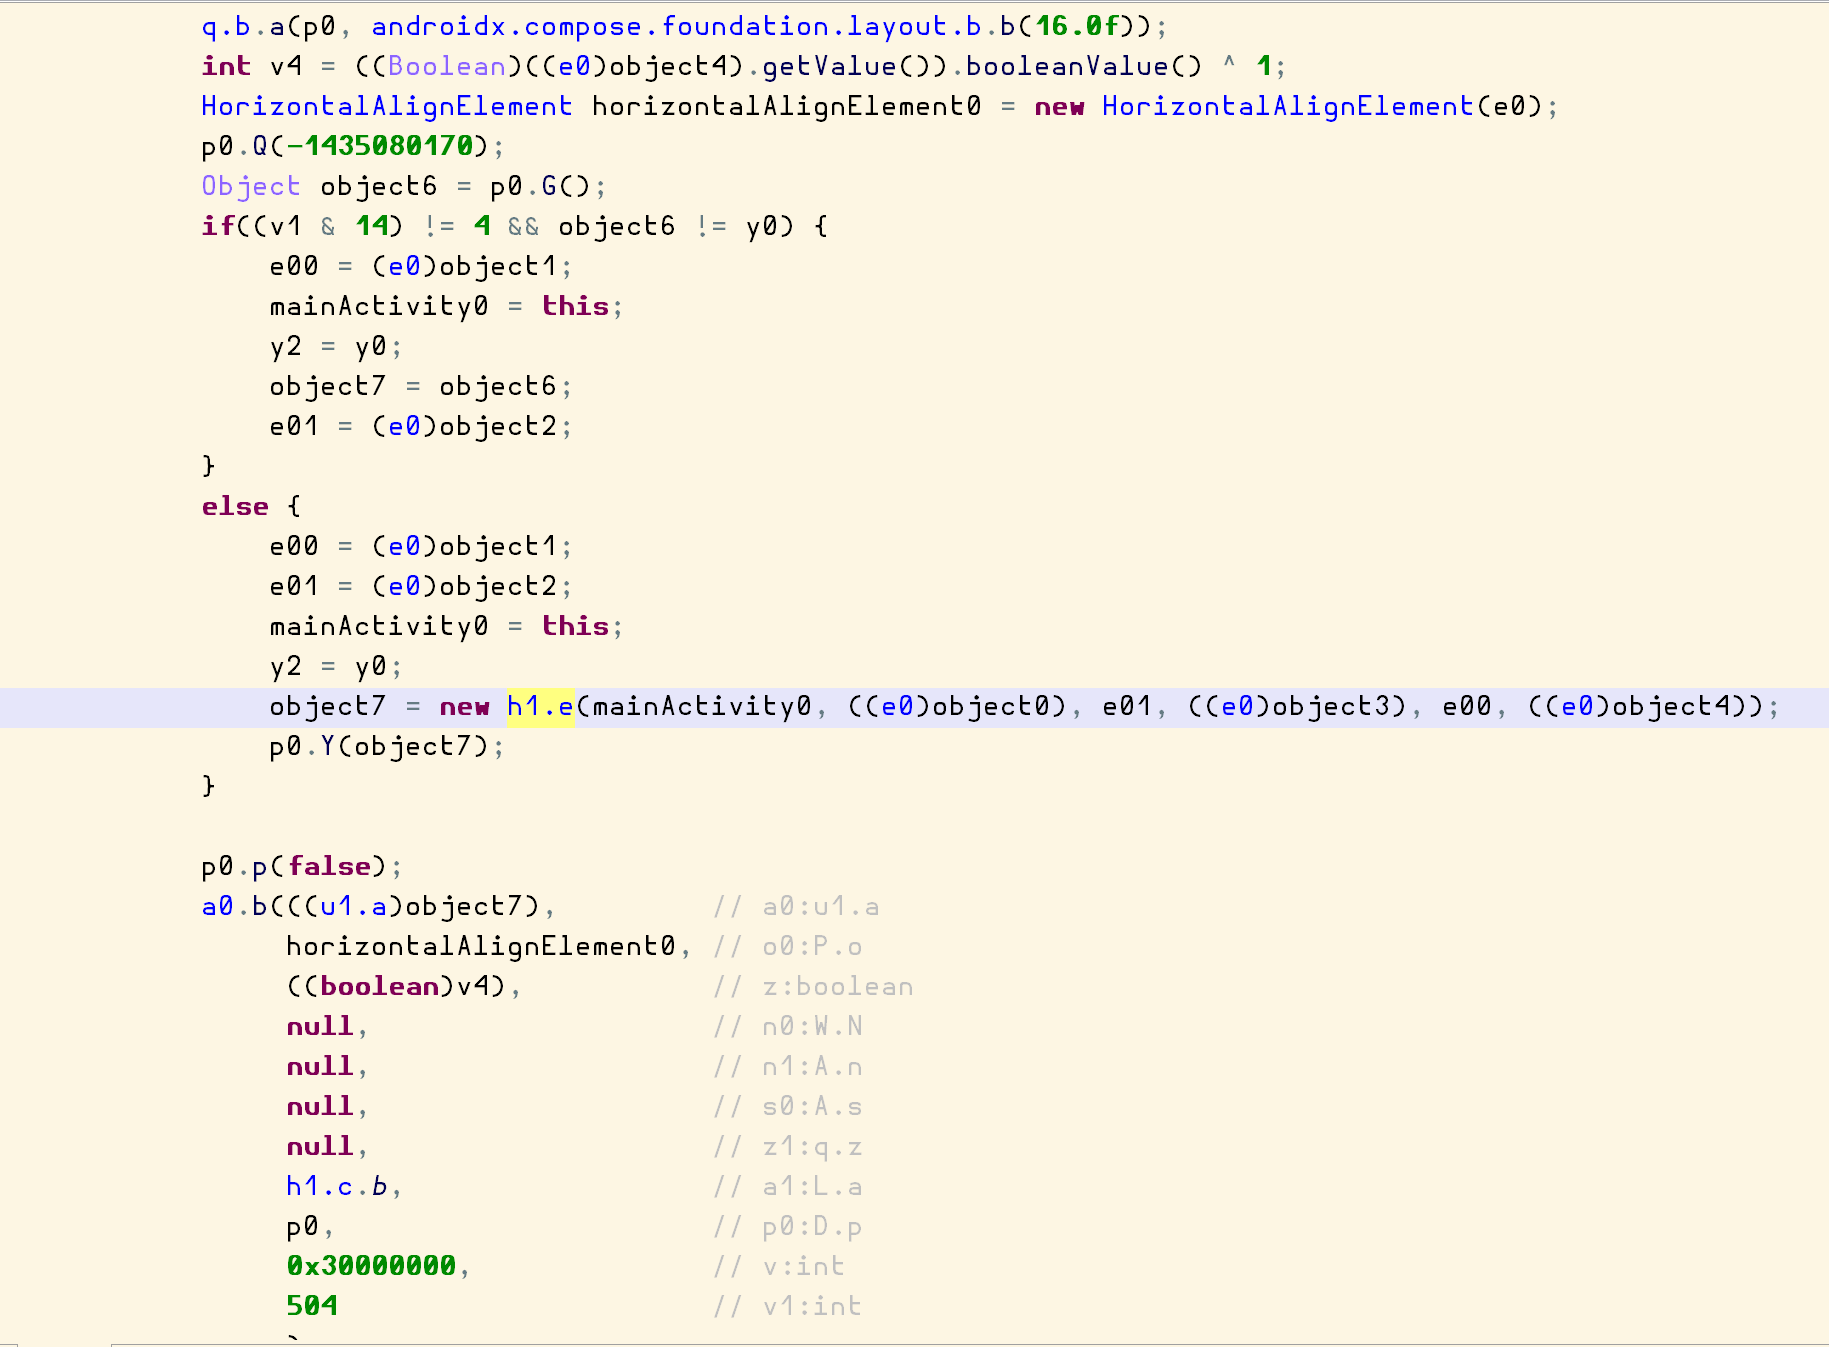 q.b.a(p0, androidx.compose.foundation.layout.b.b(16.0f));
int v4 = ((Boolean)((e0)object4).getValue()).booleanValue() ^ 1;
HorizontalAlignElement horizontalAlignElement0 = new HorizontalAlignElement(e0);
p0.Q(-1435080170);
Object object6 = p0.G();
if((v1 & 14) != 4 && object6 != y0) {
    e00 = (e0)object1;
    mainActivity0 = this;
    y2 = y0;
    object7 = object6;
    e01 = (e0)object2;
}
else {
    e00 = (e0)object1;
    e01 = (e0)object2;
    mainActivity0 = this;
    y2 = y0;
    object7 = new h1.e(mainActivity0, ((e0)object0), e01, ((e0)object3), e00, ((e0)object4));
    p0.Y(object7);
}

p0.p(false);
a0.b(((u1.a)object7),         // a0:u1.a
     horizontalAlignElement0, // o0:P.o
     ((boolean)v4),           // z:boolean
     null,                    // n0:W.N
     null,                    // n1:A.n
     null,                    // s0:A.s
     null,                    // z1:q.z
     h1.c.b,                  // a1:L.a
     p0,                      // p0:D.p
     0x30000000,              // v:int
     504                      // v1:int